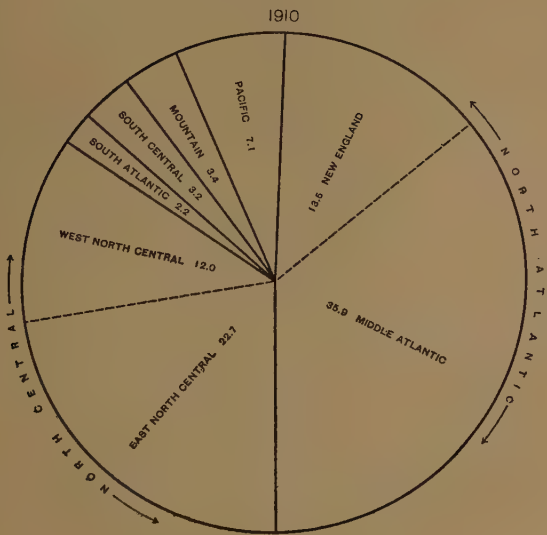 1910
PACIFIC 7.1
MOUNTAIN 3.4
SOUTH CENTRAL 3.2
SOUTH ATLANTIC 2.2
WEST NORTH CENTRAL 12.0
EAST NORTH CENTRAL 22.7
NORTH CENTRAL
13.5 NEW ENGLAND
35.9 MIDDLE ATLANTIC
NORTH ATLANTIC